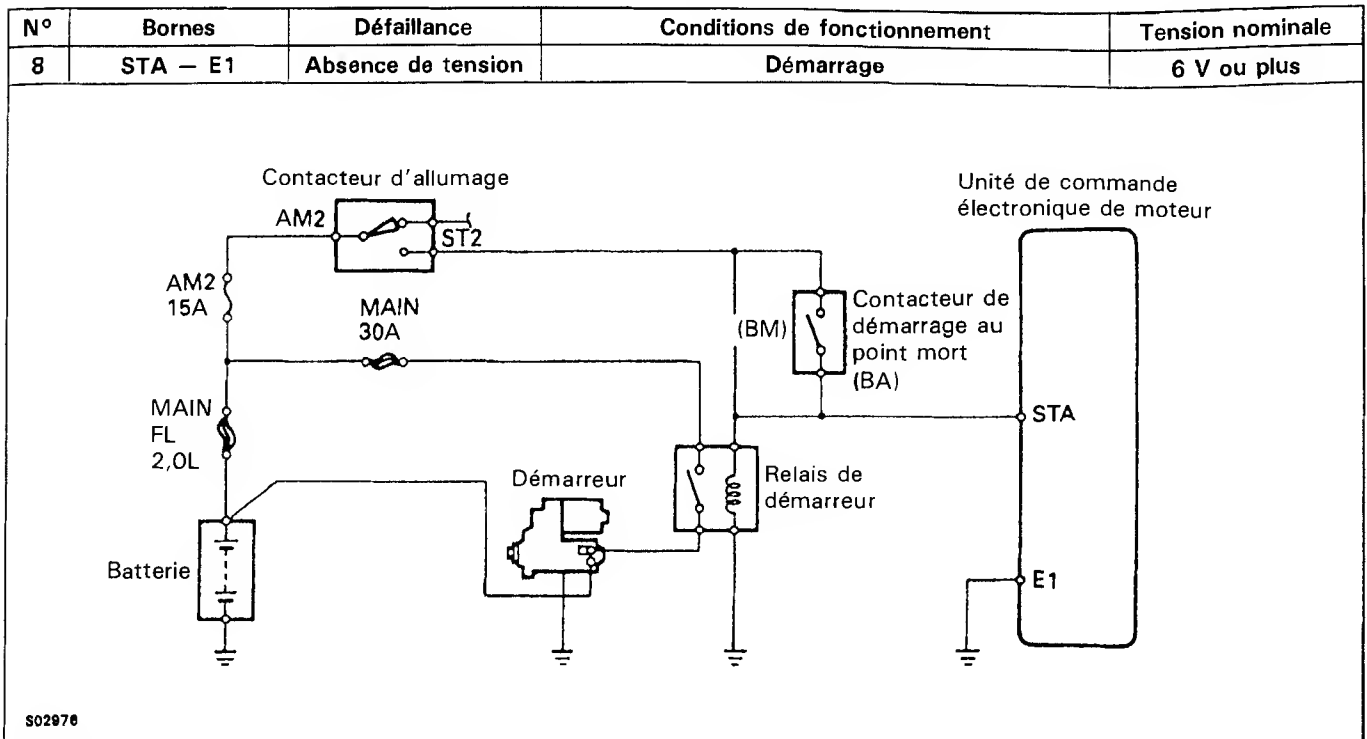 N° Bornes Défaillance Conditions de fonctionnement Tension nominale
8 STA — E1 Absence de tension Démarrage 6 V ou plus
Contacteur d'allumage
AM2
ST2
AM2
15A
MAIN
30A
MAIN
FL
2,0L
Batterie
Démarreur
Relais de
démarreur
(BM)
Contacteur de
démarrage au
point mort
(BA)
Unité de commande
électronique de moteur
STA
E1
S02976